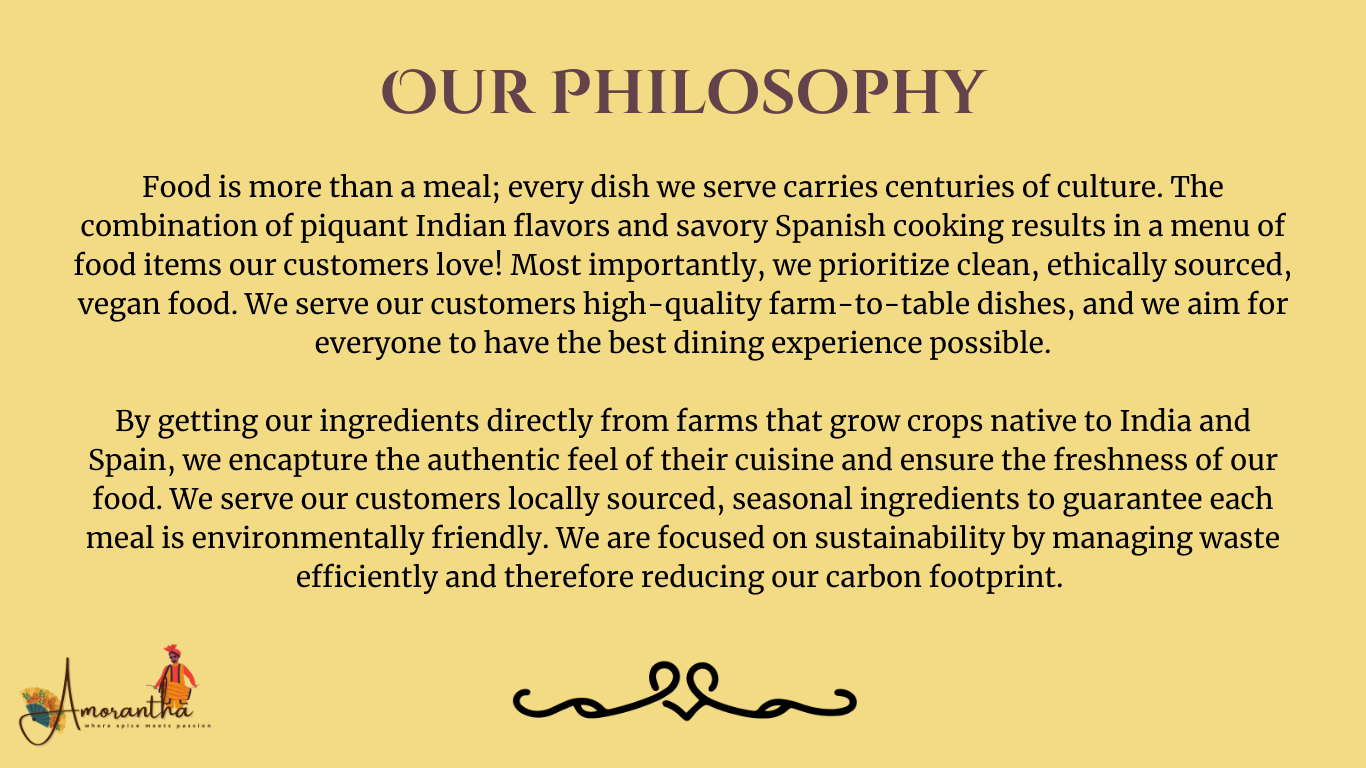 Our Philosophy
Food is more than a meal; every dish we serve carries centuries of culture. The
combination of piquant Indian flavors and savory Spanish cooking results in a menu of
food items our customers love! Most importantly, we prioritize clean, ethically sourced,
vegan food. We serve our customers high-quality farm-to-table dishes, and we aim for
everyone to have the best dining experience possible.
By getting our ingredients directly from farms that grow crops native to India and
Spain, we encapture the authentic feel of their cuisine and ensure the freshness of our
food. We serve our customers locally sourced, seasonal ingredients to guarantee each
meal is environmentally friendly. We are focused on sustainability by managing waste
efficiently and therefore reducing our carbon footprint.
Amorantha
where spice meets passion